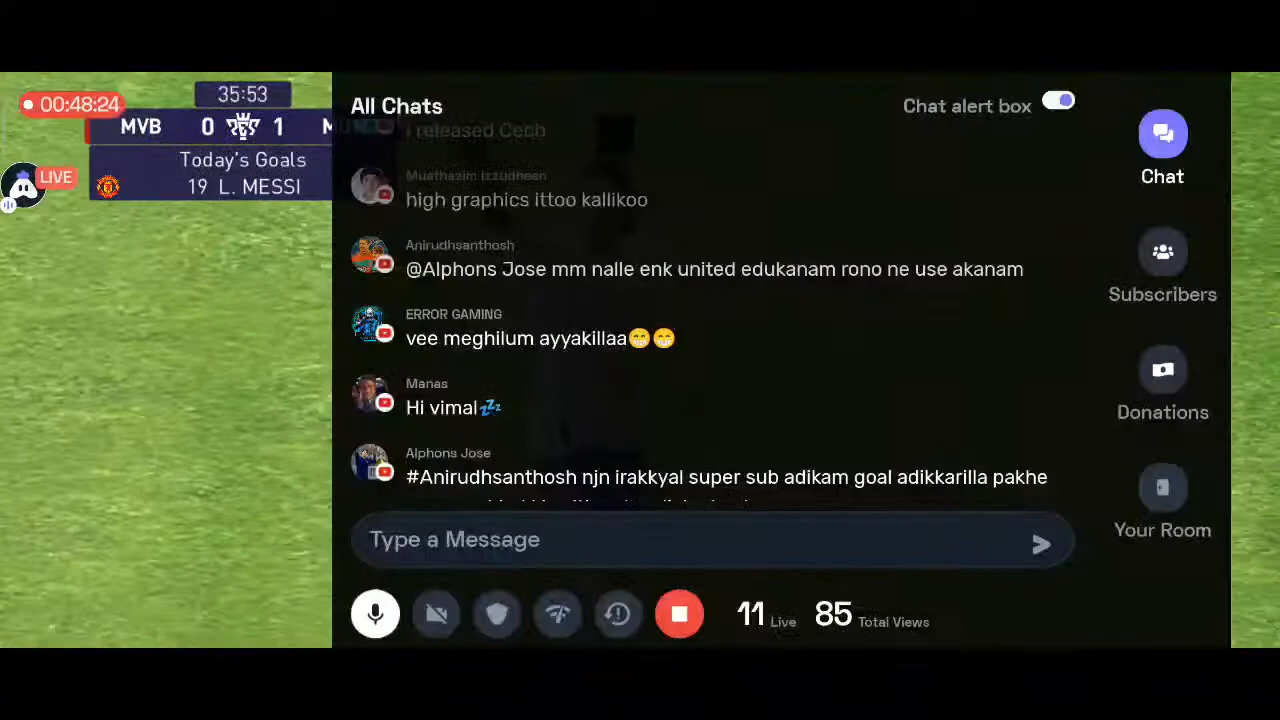 35:53
All Chats
Chat alert box
00:48:24
MVB 0 1
I released Cech
Today's Goals
LIVE
19 L. MESSI
Muathazim Izzudheen
high graphics ittoo kallikoo
Chat
Anirudhsanthosh
@Alphons Jose mm nalle enk united edukanam rono ne use akanam
Subscribers
ERROR GAMING
vee meghilum ayyakillaa😁😁
Manas
Hi vimal💤
Donations
Alphons Jose
#Anirudhsanthosh njn irakkyal super sub adikam goal adikkarilla pakhe
Your Room
Type a Message
11 Live 85 Total Views